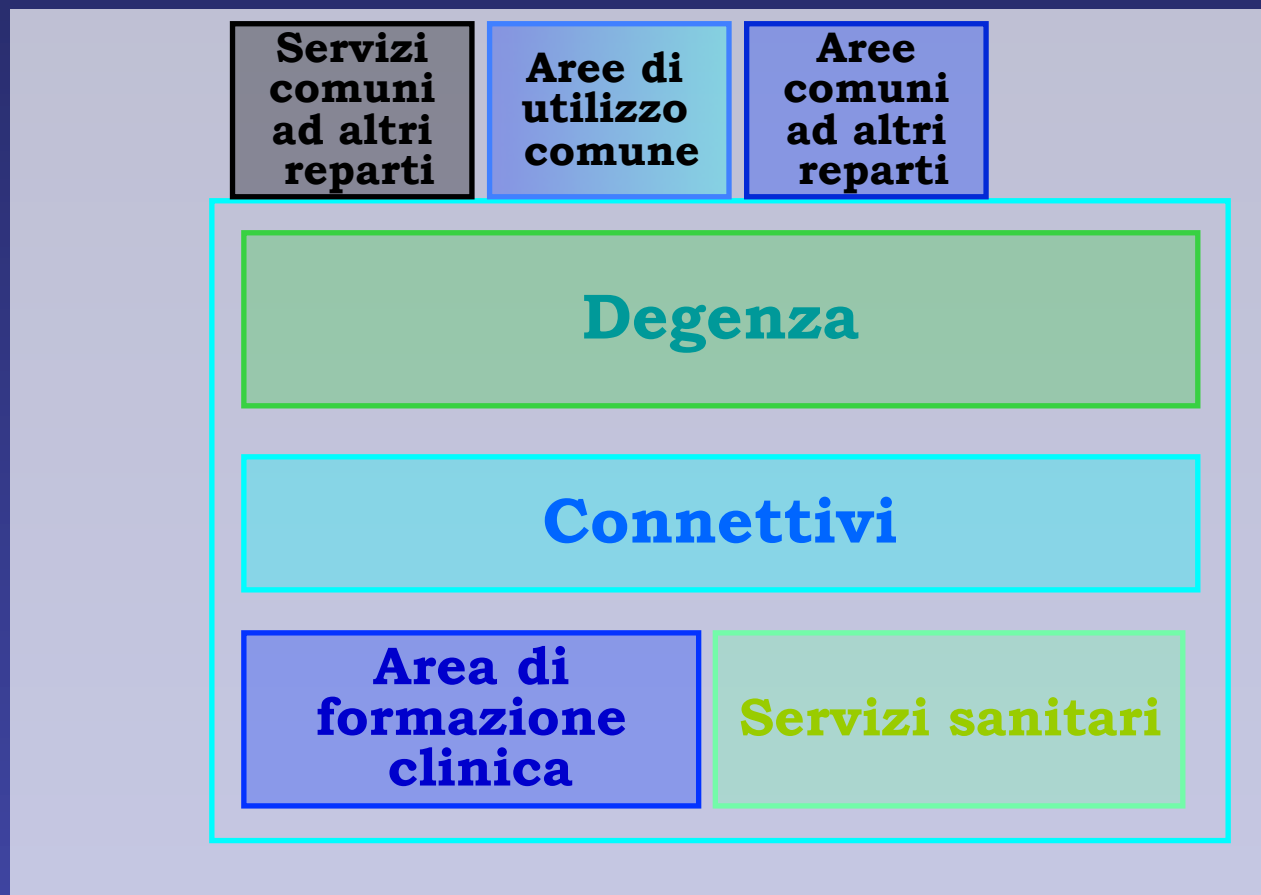 Servizi
comuni
ad altri
reparti
Aree di
utilizzo
comune
Aree
comuni
ad altri
reparti
Degenza
Connettivi
Area di
formazione
clinica
Servizi sanitari